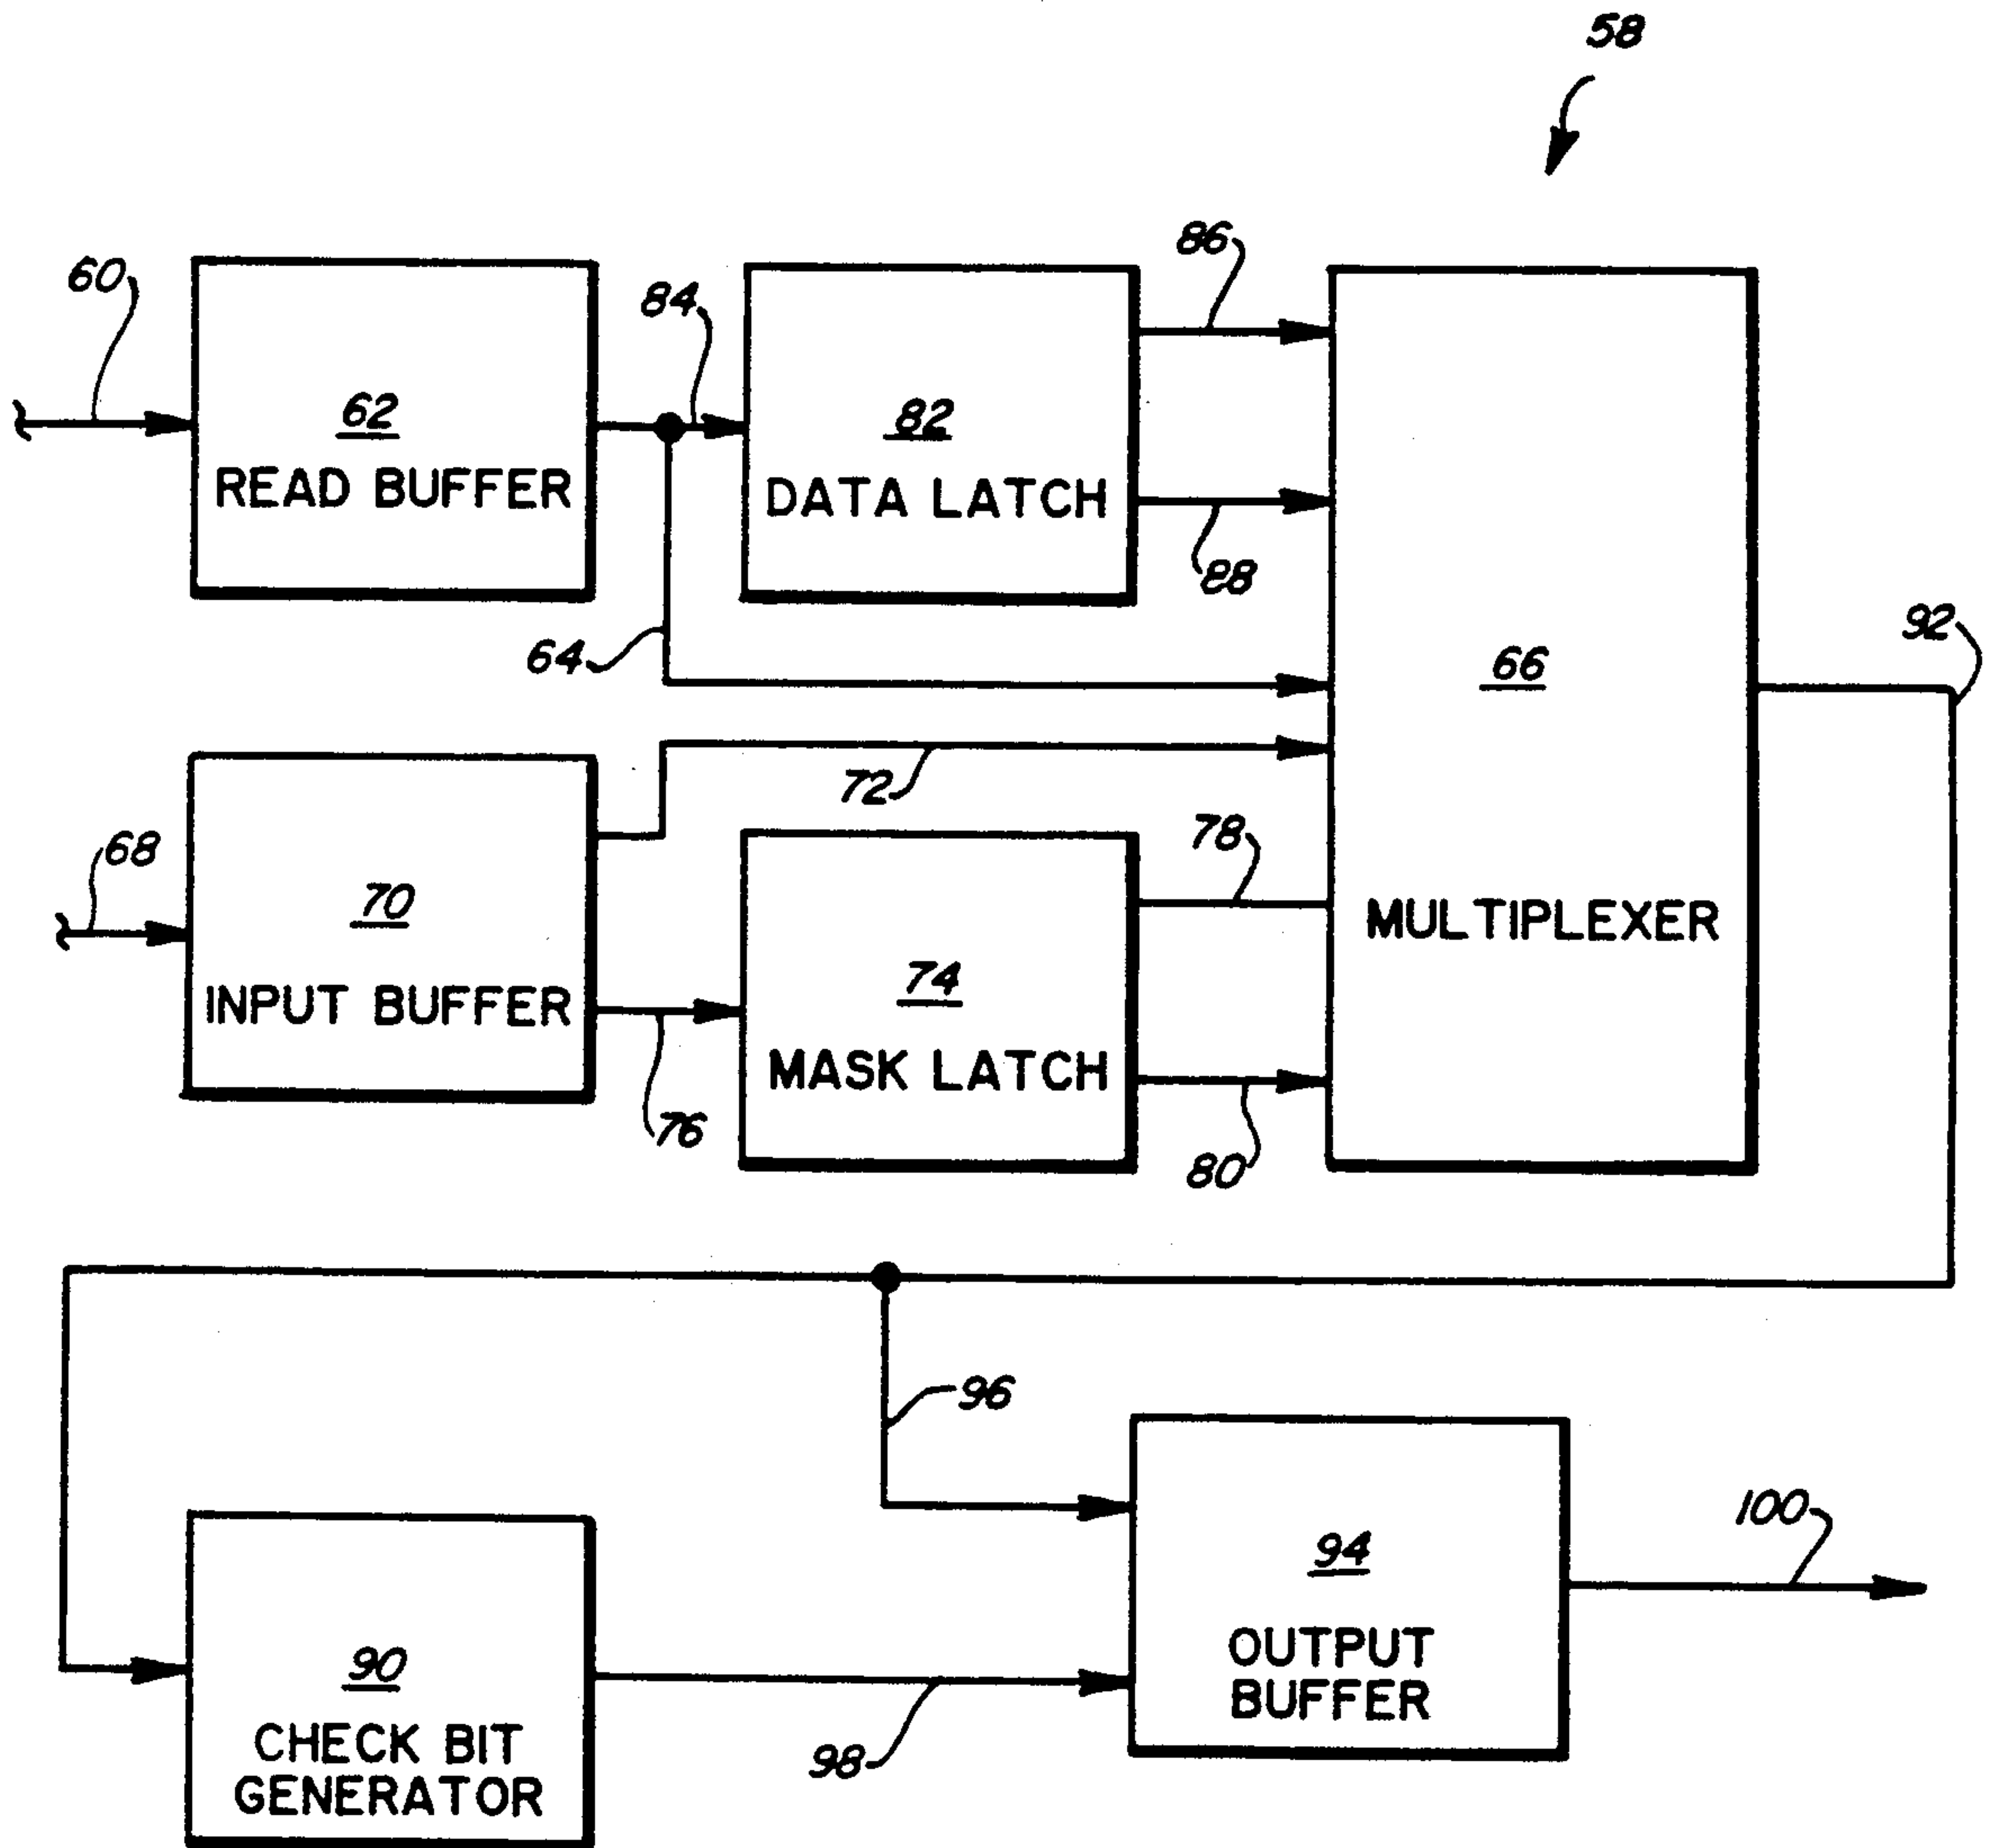 58
86
60
84
62
READ BUFFER
82
DATA LATCH
88
64
66
92
72
68
78
70
INPUT BUFFER
MULTIPLEXER
74
MASK LATCH
76
80
96
100
94
OUTPUT
BUFFER
90
CHECK BIT
GENERATOR
98